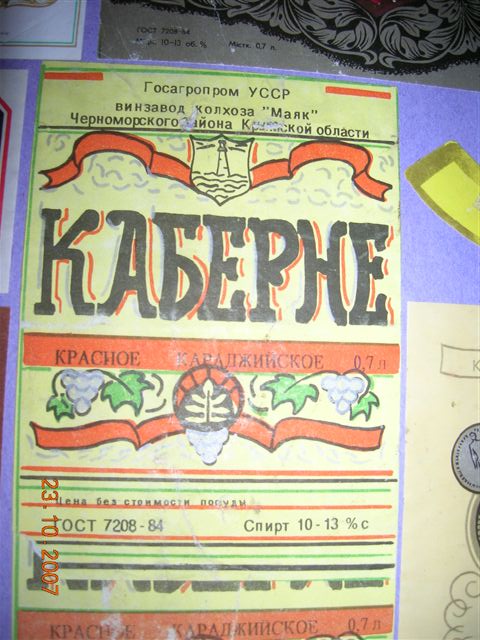 ГОСТ 7208-84
10-13 об. %
Містк. 0,7 л.
Госагропром УССР
винзавод колхоза "Маяк"
Черноморского района Крымской области
КАБЕРНЕ
КРАСНОЕ КАРАДЖИЙСКОЕ 0,7 л
Цена без стоимости посуды
ГОСТ 7208-84 Спирт 10-13 % с
КРАСНОЕ КАРАДЖИЙСКОЕ 0,7 л
23.10.2007